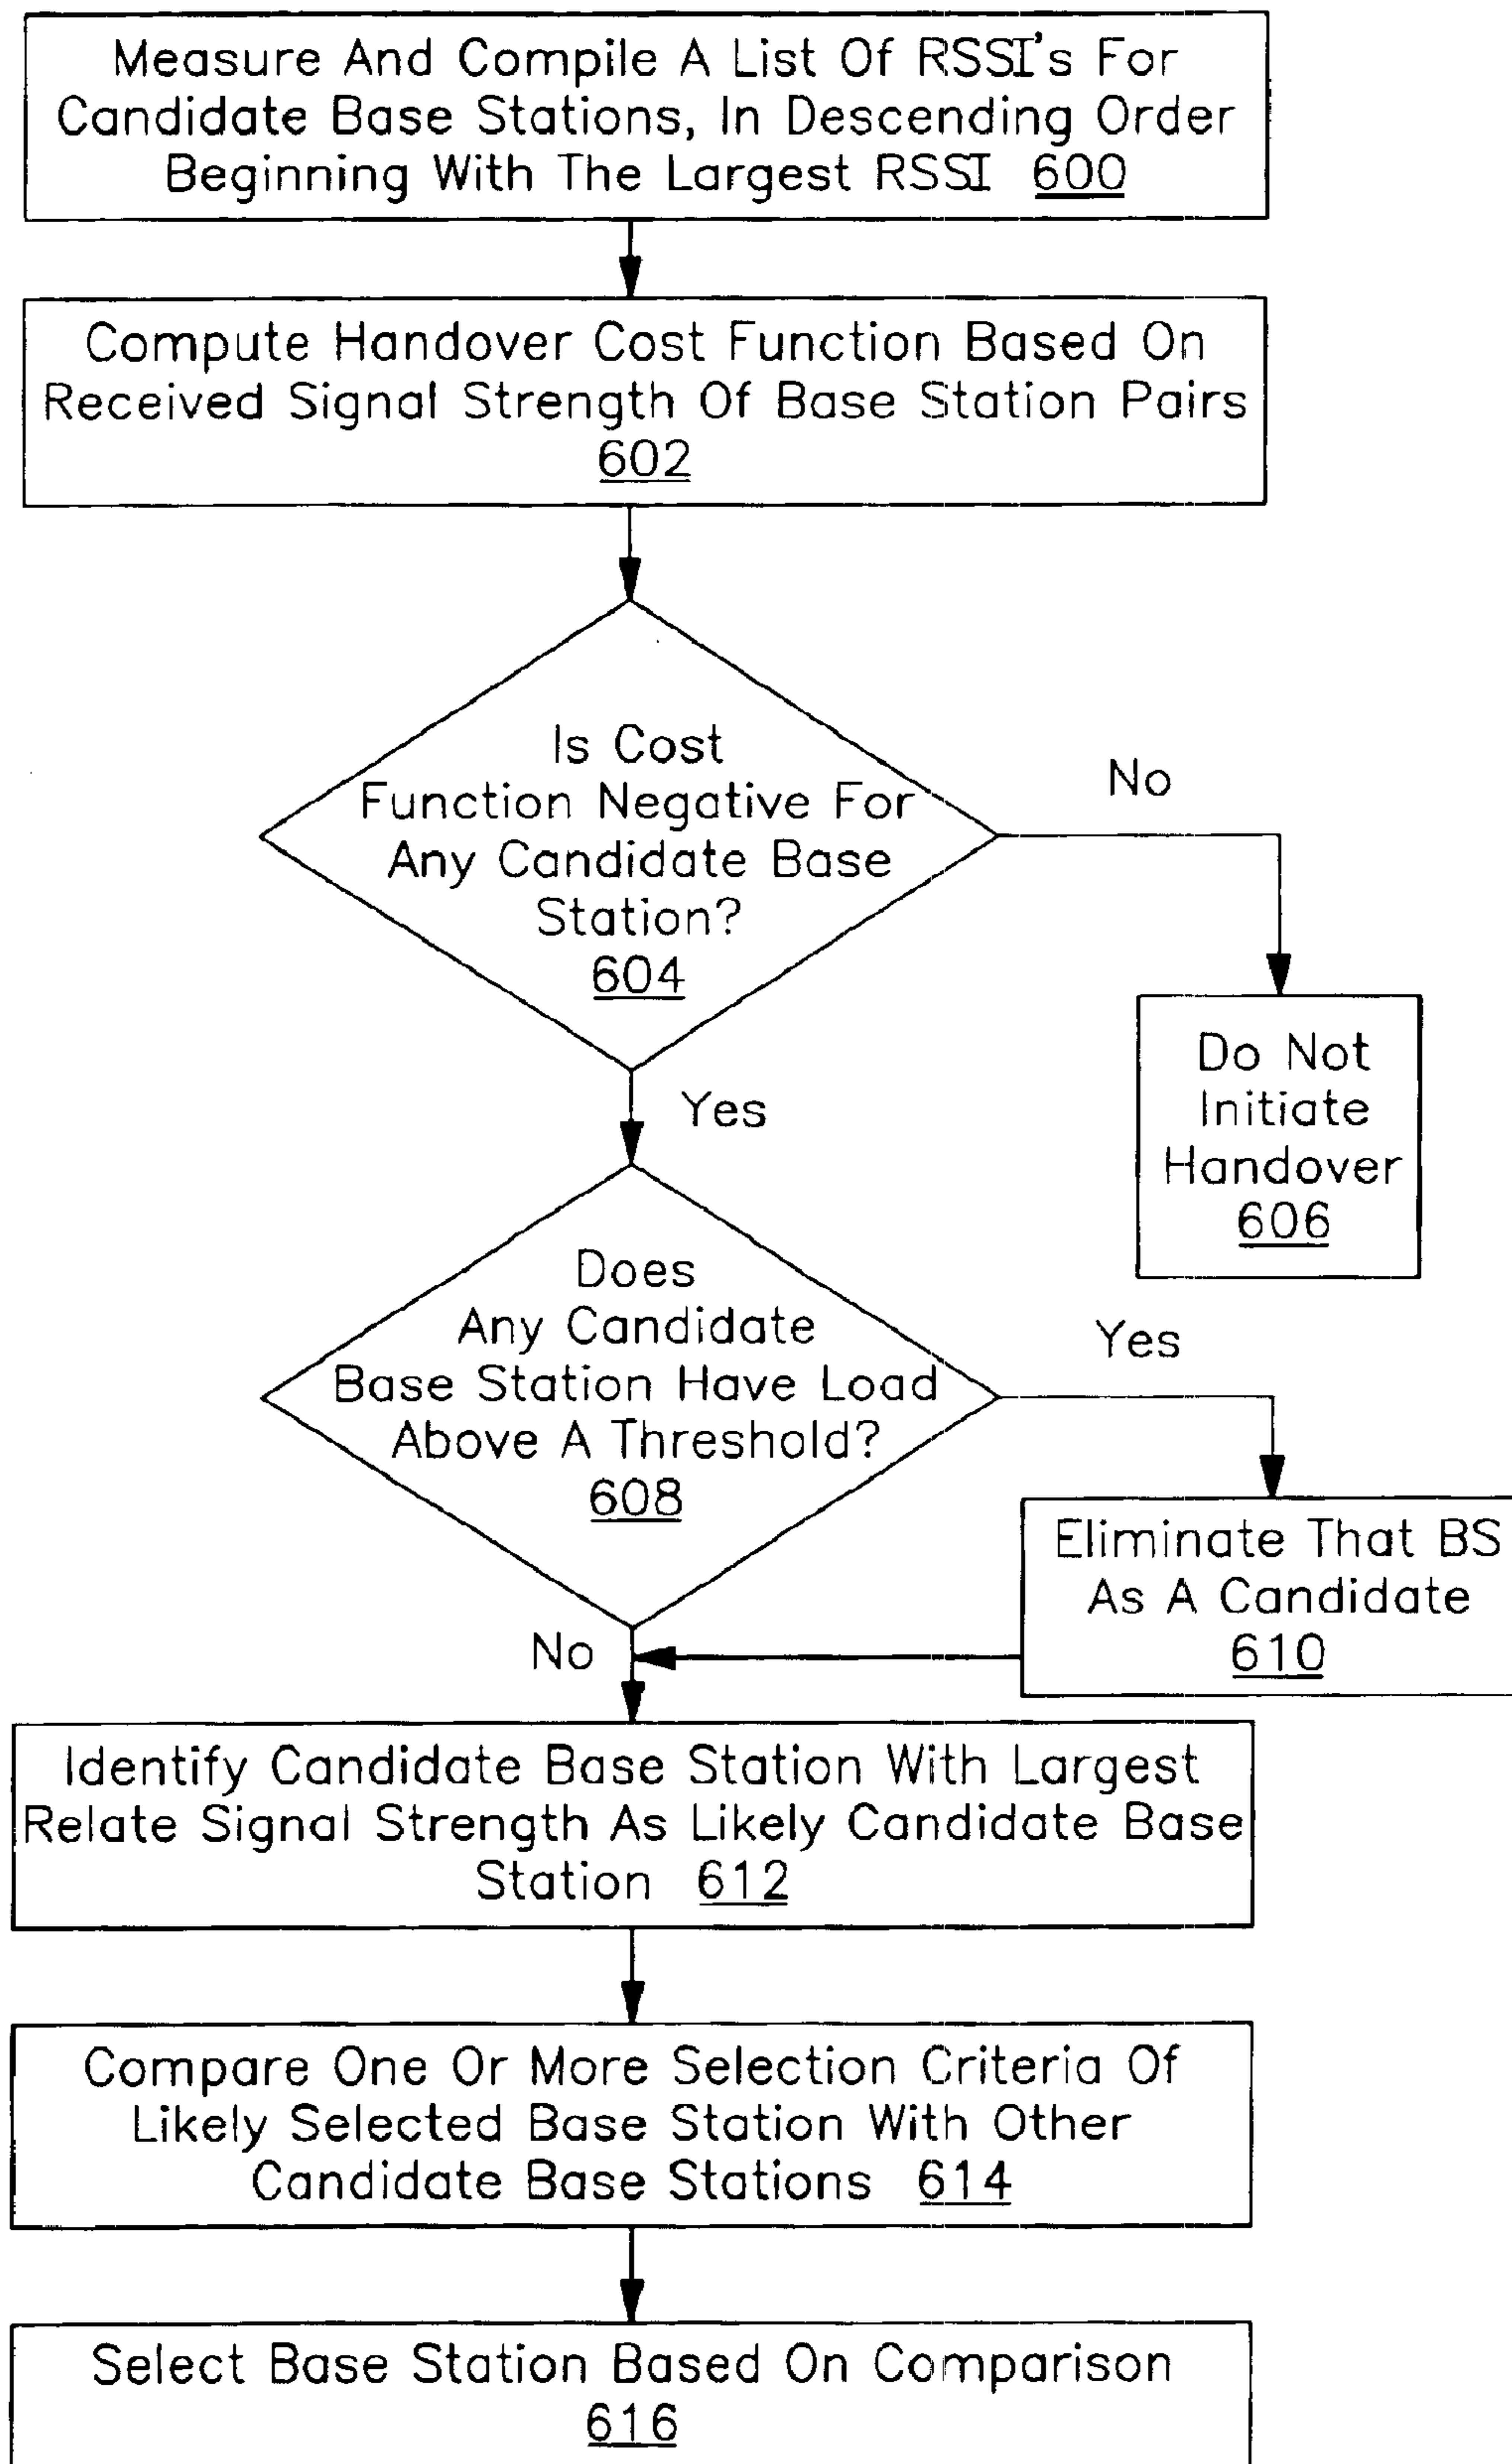 Measure And Compile A List Of RSSI's For
Candidate Base Stations, In Descending Order
Beginning With The Largest RSSI 600
Compute Handover Cost Function Based On
Received Signal Strength Of Base Station Pairs
602
Is Cost
Function Negative For
Any Candidate Base
Station?
604
No
Do Not
Initiate
Handover
606
Yes
Does
Any Candidate
Base Station Have Load
Above A Threshold?
608
Yes
Eliminate That BS
As A Candidate
610
No
Identify Candidate Base Station With Largest
Relate Signal Strength As Likely Candidate Base
Station 612
Compare One Or More Selection Criteria Of
Likely Selected Base Station With Other
Candidate Base Stations 614
Select Base Station Based On Comparison
616